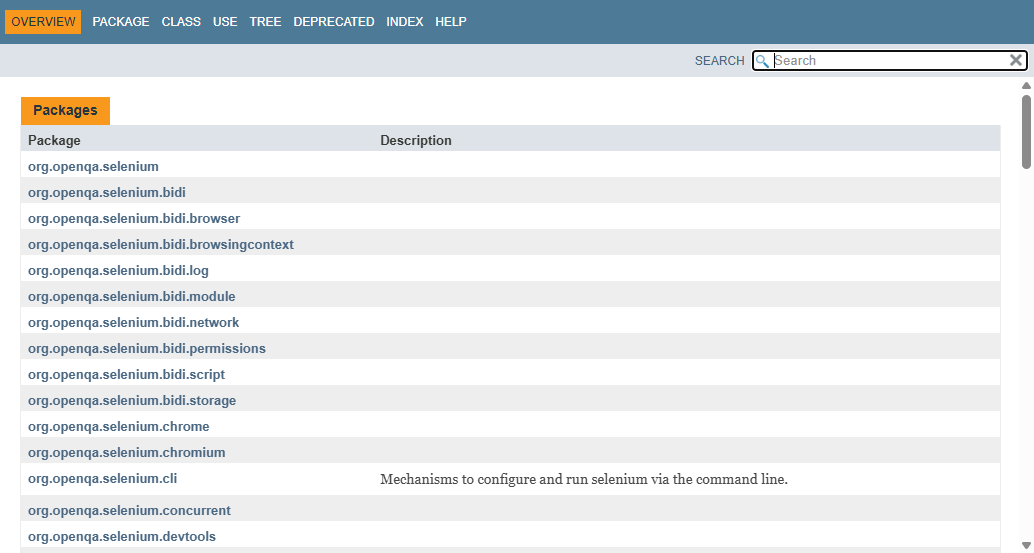 OVERVIEW PACKAGE CLASS USE TREE DEPRECATED INDEX HELP
SEARCH Search
Packages
Package Description
org.openqa.selenium
org.openqa.selenium.bidi
org.openqa.selenium.bidi.browser
org.openqa.selenium.bidi.browsingcontext
org.openqa.selenium.bidi.log
org.openqa.selenium.bidi.module
org.openqa.selenium.bidi.network
org.openqa.selenium.bidi.permissions
org.openqa.selenium.bidi.script
org.openqa.selenium.bidi.storage
org.openqa.selenium.chrome
org.openqa.selenium.chromium
org.openqa.selenium.cli Mechanisms to configure and run selenium via the command line.
org.openqa.selenium.concurrent
org.openqa.selenium.devtools